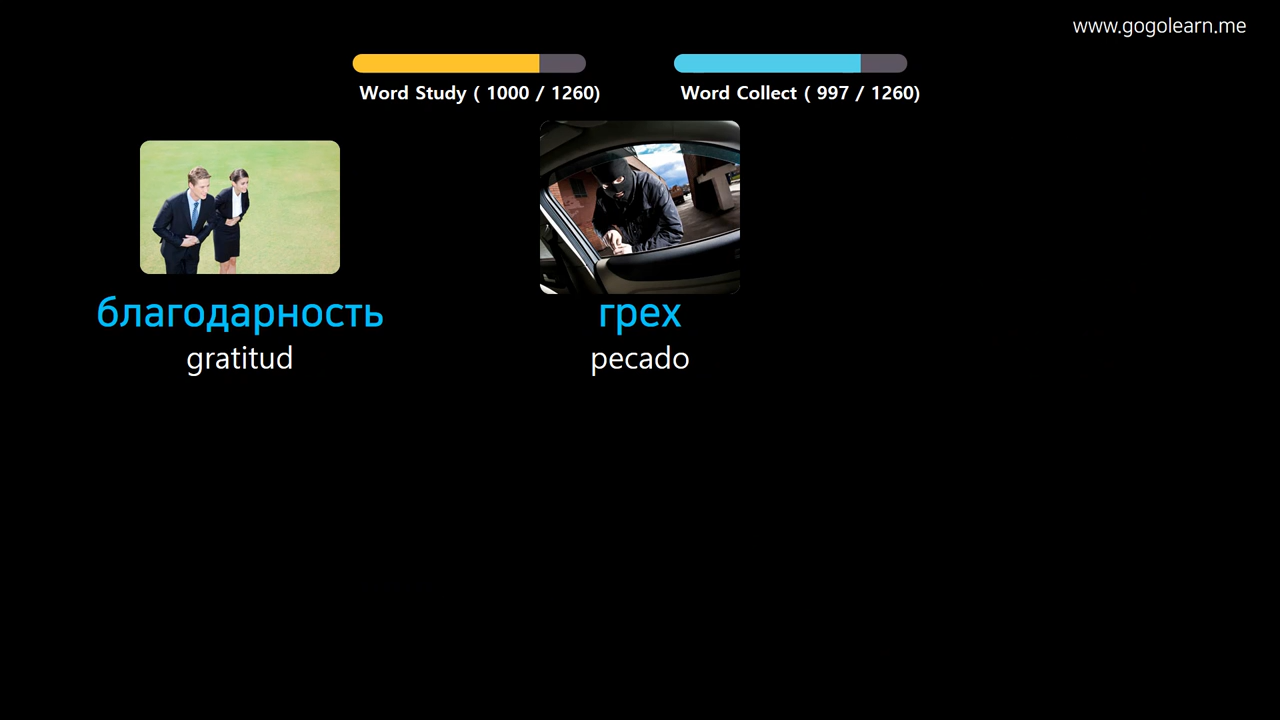 www.gogolearn.me
Word Study ( 1000 / 1260)
Word Collect ( 997 / 1260)
благодарность
gratitud
грех
pecado